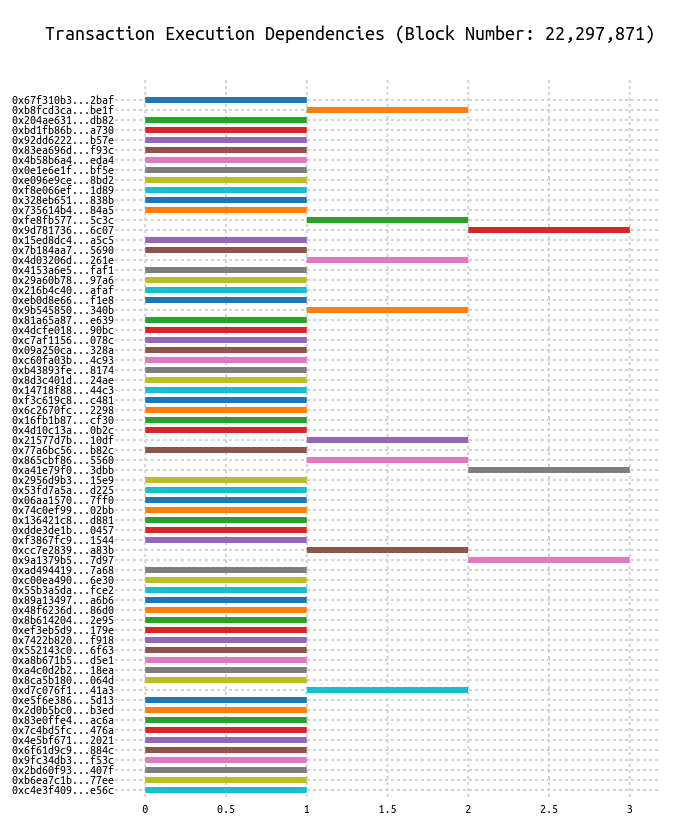 Transaction Execution Dependencies (Block Number: 22,297,871)
0x67f310b3...2baf
0xb8fcd3ca...be1f
0x204ae631...db82
0xbd1fb86b...a730
0x92dd6222...b57e
0x83ea696d...f93c
0x4b58b6a4...eda4
0x0e1e6e1f...bf5e
0xe096e9ce...8bd2
0xf8e066ef...1d89
0x328eb651...838b
0x735614b4...84a5
0xfe8fb577...5c3c
0x9d781736...6c07
0x15ed8dc4...a5c5
0x7b184aa7...5690
0x4d03206d...261e
0x4153a6e5...faf1
0x29a60b78...97a6
0x216b4c40...afaf
0xeb0d8e66...f1e8
0x9b545850...340b
0x81a65a87...e639
0x4dcfe018...90bc
0xc7af1156...078c
0x09a250ca...328a
0xc60fa03b...4c93
0xb43893fe...8174
0x8d3c401d...24ae
0x14718f88...44c3
0xf3c619c8...c481
0x6c2670fc...2298
0x16fb1b87...cf30
0x4d10c13a...0b2c
0x21577d7b...10df
0x77a6bc56...b82c
0x865cbf86...5560
0xa41e79f0...3dbb
0x2956d9b3...15e9
0x53fd7a5a...d225
0x06aa1570...7ff0
0x74c0ef99...02bb
0x136421c8...d881
0xdde3de1b...0457
0xf3867fc9...1544
0xcc7e2839...a83b
0x9a1379b5...7d97
0xad494419...7a68
0xc00ea490...6e30
0x55b3a5da...fce2
0x89a13497...a6b6
0x48f6236d...86d0
0x8b614204...2e95
0xef3eb5d9...179e
0x7422b820...f918
0x552143c0...6f63
0xa8b671b5...d5e1
0xa4c0d2b2...18ea
0x8ca5b180...064d
0xd7c076f1...41a3
0xe5f6e386...5d13
0x2d0b5bc0...b3ed
0x83e0ffe4...ac6a
0x7c4bd5fc...476a
0x4e5bf671...2021
0x6f61d9c9...884c
0x9fc34db3...f53c
0x2bd60f93...407f
0xb6ea7c1b...77ee
0xc4e3f409...e56c
0 0.5 1 1.5 2 2.5 3